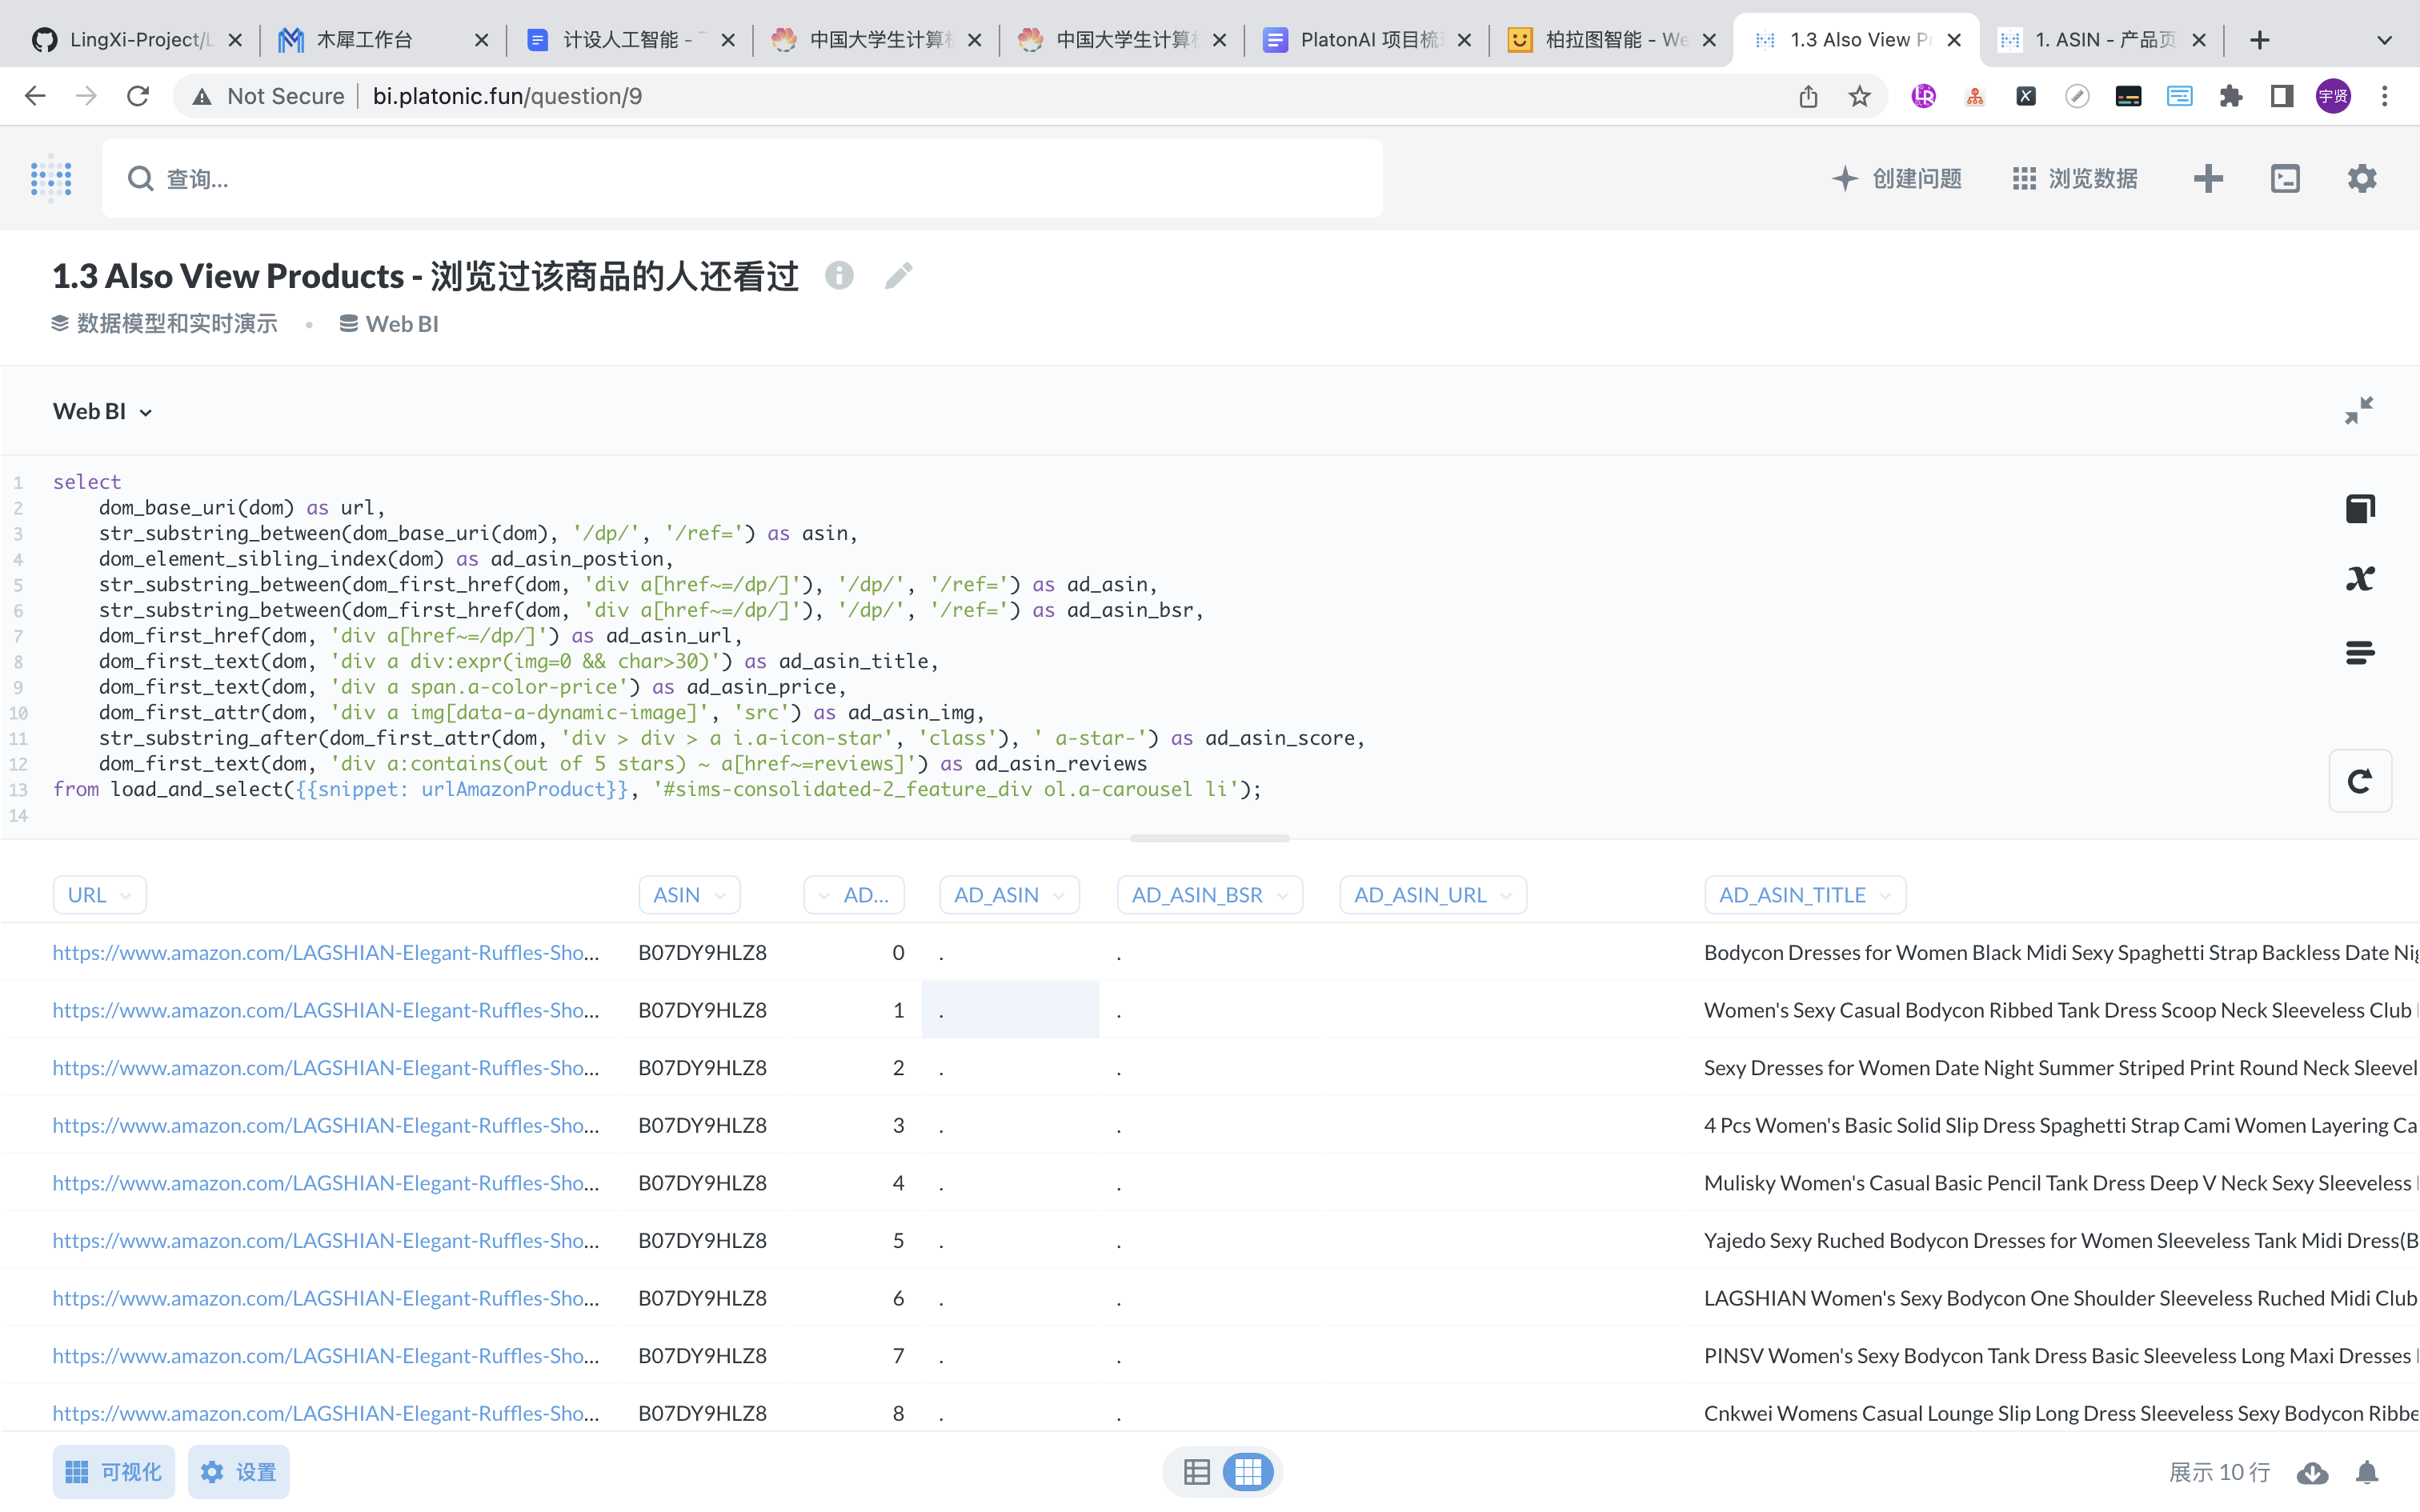 LingXi-Project/L
木犀工作台
计设人工智能 -
中国大学生计算机
中国大学生计算机
PlatonAI 项目梳
柏拉图智能 - We
1.3 Also View Pr
1. ASIN - 产品页
Not Secure
bi.platonic.fun/question/9
宇贤
查询...
创建问题
浏览数据
1.3 Also View Products - 浏览过该商品的人还看过
数据模型和实时演示 • Web BI
Web BI
1 select
2 dom_base_uri(dom) as url,
3 str_substring_between(dom_base_uri(dom), '/dp/', '/ref=') as asin,
4 dom_element_sibling_index(dom) as ad_asin_postion,
5 str_substring_between(dom_first_href(dom, 'div a[href~=/dp/]'), '/dp/', '/ref=') as ad_asin,
6 str_substring_between(dom_first_href(dom, 'div a[href~=/dp/]'), '/dp/', '/ref=') as ad_asin_bsr,
7 dom_first_href(dom, 'div a[href~=/dp/]') as ad_asin_url,
8 dom_first_text(dom, 'div a div:expr(img=0 && char>30)') as ad_asin_title,
9 dom_first_text(dom, 'div a span.a-color-price') as ad_asin_price,
10 dom_first_attr(dom, 'div a img[data-a-dynamic-image]', 'src') as ad_asin_img,
11 str_substring_after(dom_first_attr(dom, 'div > div > a i.a-icon-star', 'class'), ' a-star-') as ad_asin_score,
12 dom_first_text(dom, 'div a:contains(out of 5 stars) ~ a[href~=reviews]') as ad_asin_reviews
13 from load_and_select({{snippet: urlAmazonProduct}}, '#sims-consolidated-2_feature_div ol.a-carousel li');
14
URL ASIN AD... AD_ASIN AD_ASIN_BSR AD_ASIN_URL AD_ASIN_TITLE
https://www.amazon.com/LAGSHIAN-Elegant-Ruffles-Sho... B07DY9HLZ8 0 . . Bodycon Dresses for Women Black Midi Sexy Spaghetti Strap Backless Date Nig
https://www.amazon.com/LAGSHIAN-Elegant-Ruffles-Sho... B07DY9HLZ8 1 . . Women's Sexy Casual Bodycon Ribbed Tank Dress Scoop Neck Sleeveless Club
https://www.amazon.com/LAGSHIAN-Elegant-Ruffles-Sho... B07DY9HLZ8 2 . . Sexy Dresses for Women Date Night Summer Striped Print Round Neck Sleevel
https://www.amazon.com/LAGSHIAN-Elegant-Ruffles-Sho... B07DY9HLZ8 3 . . 4 Pcs Women's Basic Solid Slip Dress Spaghetti Strap Cami Women Layering Ca
https://www.amazon.com/LAGSHIAN-Elegant-Ruffles-Sho... B07DY9HLZ8 4 . . Mulisky Women's Casual Basic Pencil Tank Dress Deep V Neck Sexy Sleeveless
https://www.amazon.com/LAGSHIAN-Elegant-Ruffles-Sho... B07DY9HLZ8 5 . . Yajedo Sexy Ruched Bodycon Dresses for Women Sleeveless Tank Midi Dress(B
https://www.amazon.com/LAGSHIAN-Elegant-Ruffles-Sho... B07DY9HLZ8 6 . . LAGSHIAN Women's Sexy Bodycon One Shoulder Sleeveless Ruched Midi Club
https://www.amazon.com/LAGSHIAN-Elegant-Ruffles-Sho... B07DY9HLZ8 7 . . PINSV Women's Sexy Bodycon Tank Dress Basic Sleeveless Long Maxi Dresses
https://www.amazon.com/LAGSHIAN-Elegant-Ruffles-Sho... B07DY9HLZ8 8 . . Cnkwei Womens Casual Lounge Slip Long Dress Sleeveless Sexy Bodycon Ribbe
可视化
设置
展示 10 行